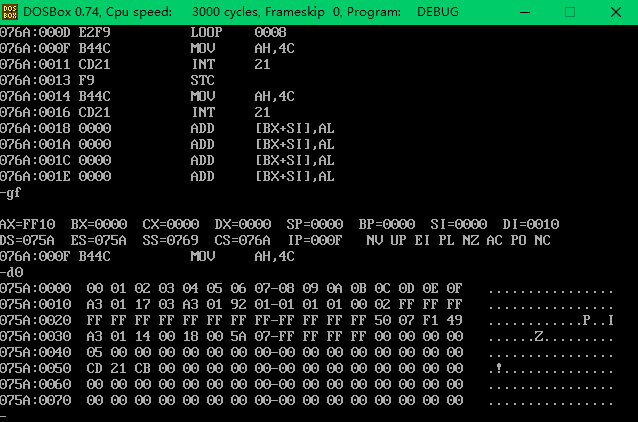 DOSBox 0.74, Cpu speed: 3000 cycles, Frameskip 0, Program: DEBUG
076A:000D E2F9 LOOP 0008
076A:000F B44C MOV AH,4C
076A:0011 CD21 INT 21
076A:0013 F9 STC
076A:0014 B44C MOV AH,4C
076A:0016 CD21 INT 21
076A:0018 0000 ADD [BX+SI],AL
076A:001A 0000 ADD [BX+SI],AL
076A:001C 0000 ADD [BX+SI],AL
076A:001E 0000 ADD [BX+SI],AL
-gf
AX=FF10 BX=0000 CX=0000 DX=0000 SP=0000 BP=0000 SI=0000 DI=0010
DS=075A ES=075A SS=0769 CS=076A IP=000F NV UP EI PL NZ AC PO NC
076A:000F B44C MOV AH,4C
-d0
075A:0000 00 01 02 03 04 05 06 07-08 09 0A 0B 0C 0D 0E 0F ................
075A:0010 A3 01 17 03 A3 01 92 01-01 01 01 00 02 FF FF FF ................
075A:0020 FF FF FF FF FF FF FF FF-FF FF FF FF 50 07 F1 49 ............P..I
075A:0030 A3 01 14 00 18 00 5A 07-FF FF FF FF 00 00 00 00 ......Z.........
075A:0040 05 00 00 00 00 00 00 00-00 00 00 00 00 00 00 00 ................
075A:0050 CD 21 CB 00 00 00 00 00-00 00 00 00 00 00 00 00 .!..............
075A:0060 00 00 00 00 00 00 00 00-00 00 00 00 00 00 00 00 ................
075A:0070 00 00 00 00 00 00 00 00-00 00 00 00 00 00 00 00 ................
-